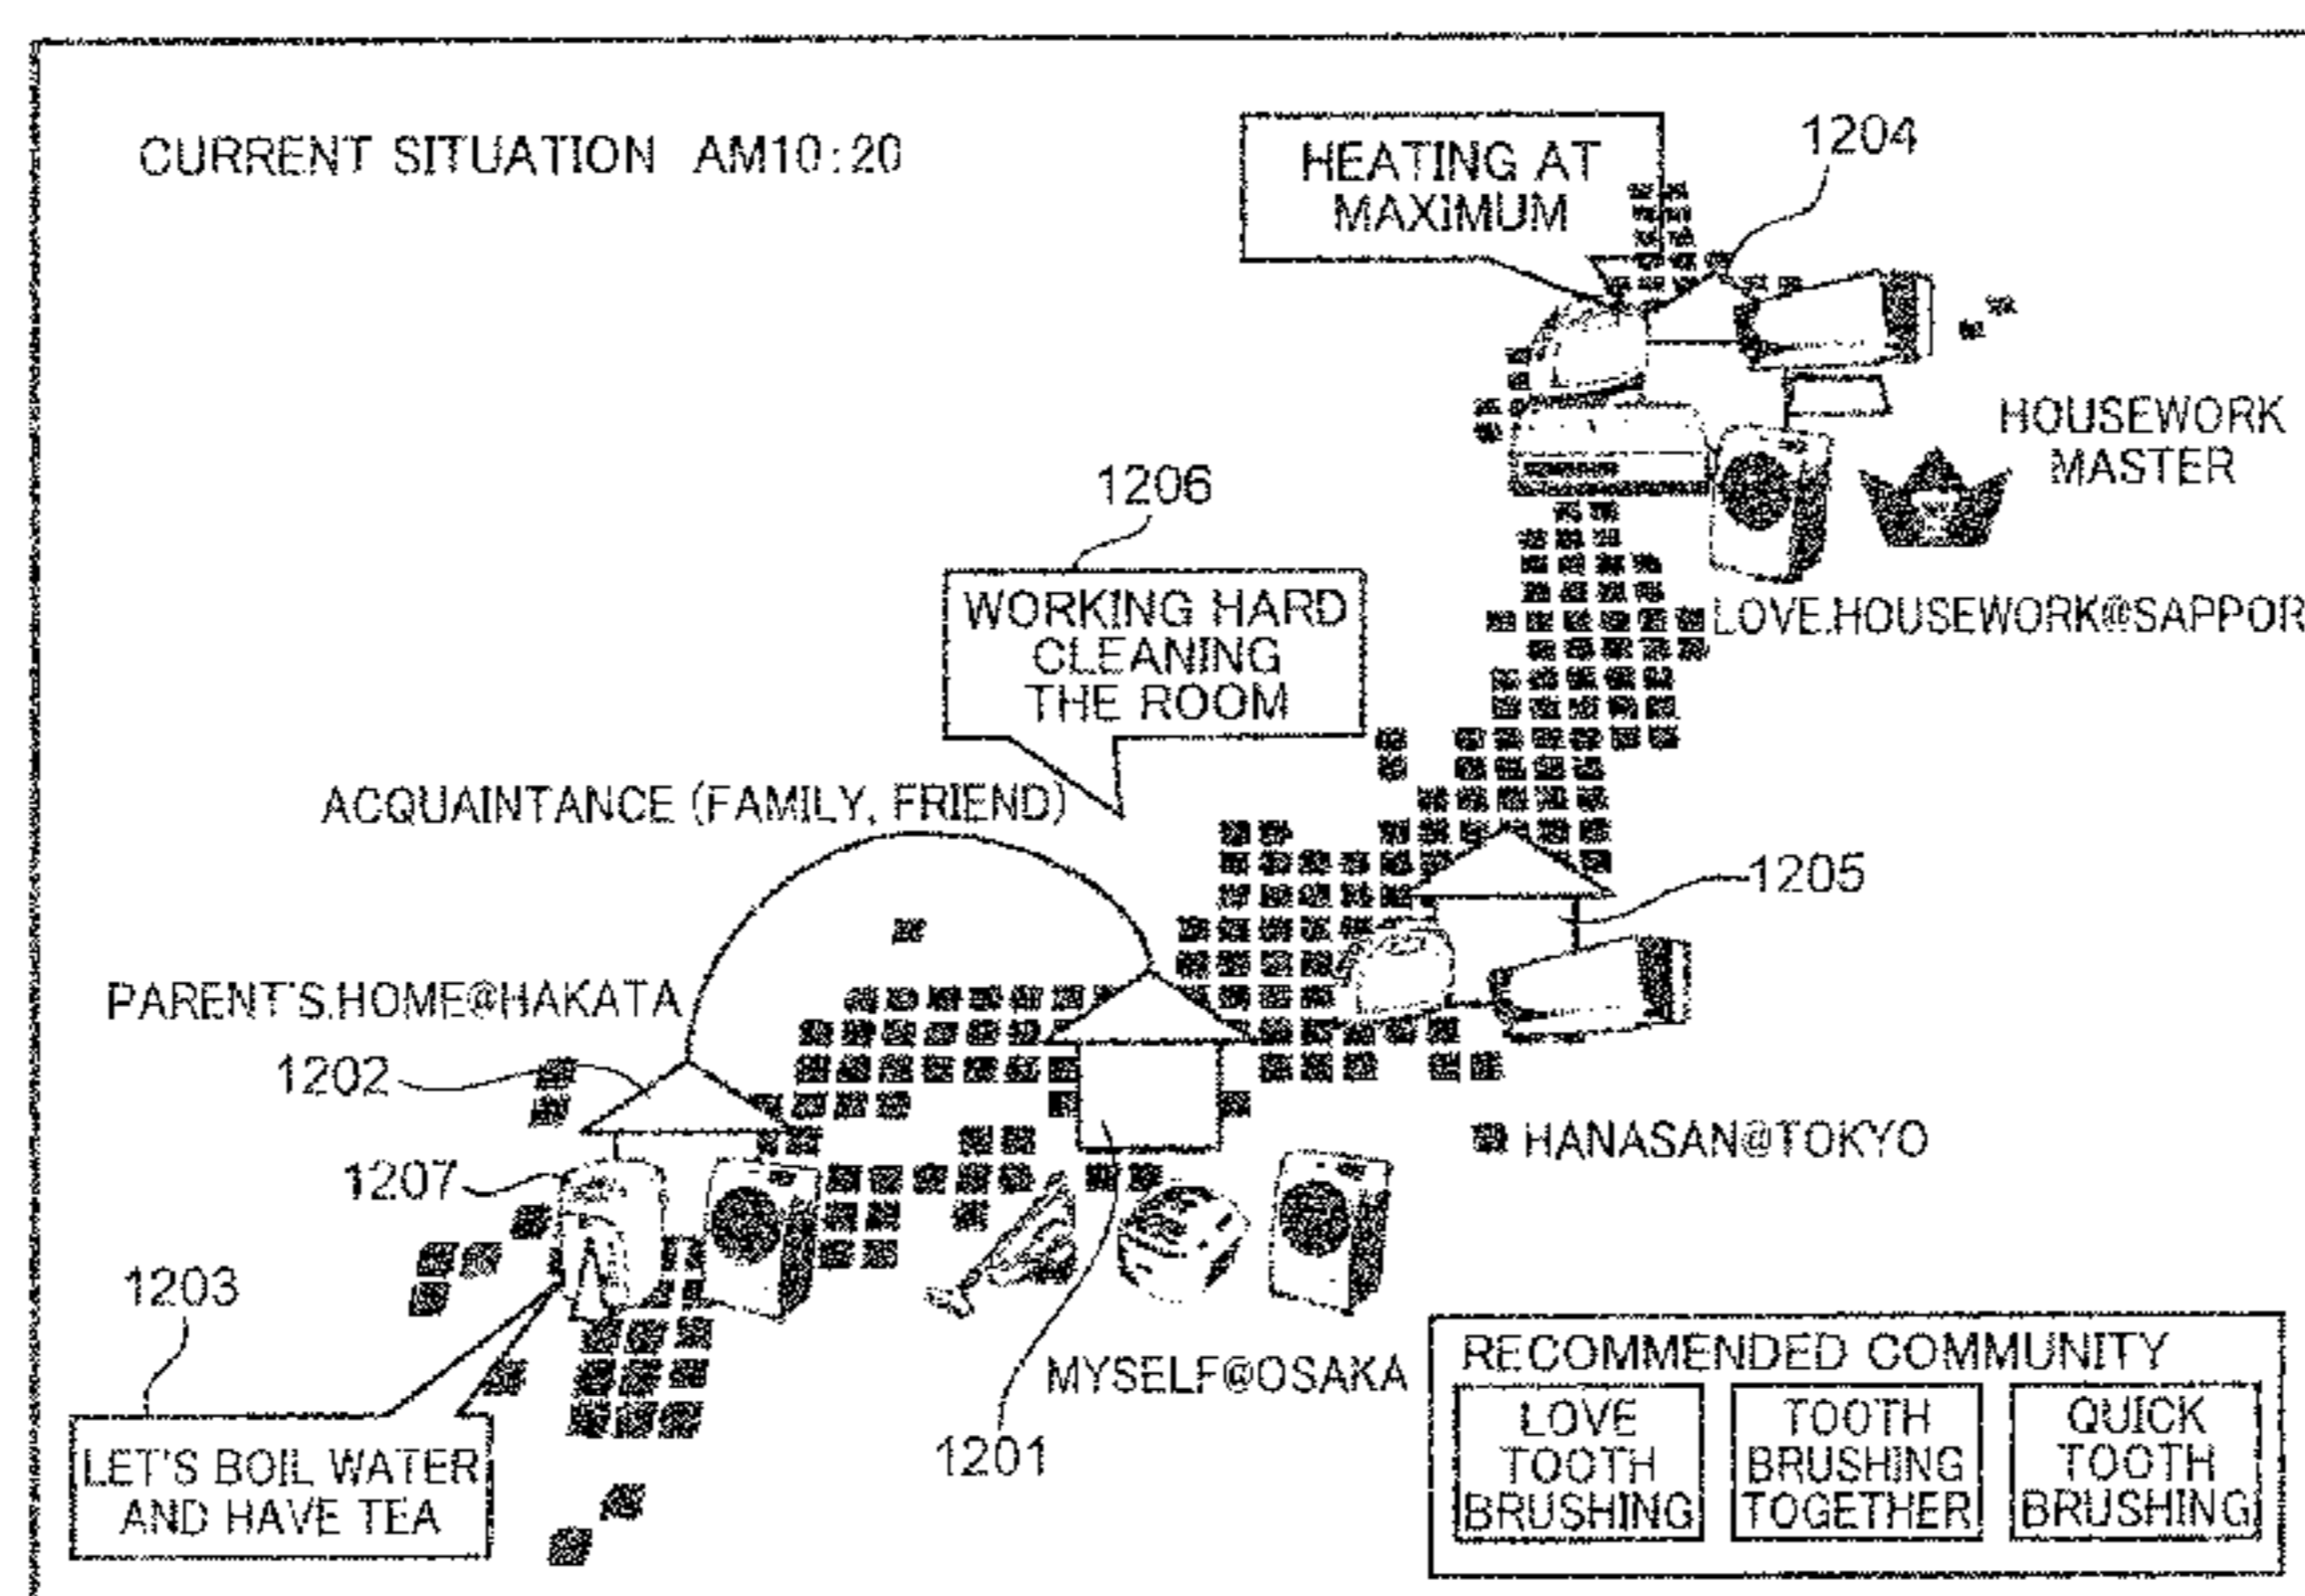 CURRENT SITUATION AM10:20
HEATING AT
MAXIMUM
1204
HOUSEWORK
MASTER
1206
WORKING HARD
CLEANING
THE ROOM
LOVE.HOUSEWORK@SAPPOR
ACQUAINTANCE (FAMILY, FRIEND)
1205
PARENT'S.HOME@HAKATA
1202
HANASAN@TOKYO
1207
1203
MYSELF@OSAKA
1201
LET'S BOIL WATER
AND HAVE TEA
RECOMMENDED COMMUNITY
LOVE
TOOTH
BRUSHING
TOOTH
BRUSHING
TOGETHER
QUICK
TOOTH
BRUSHING